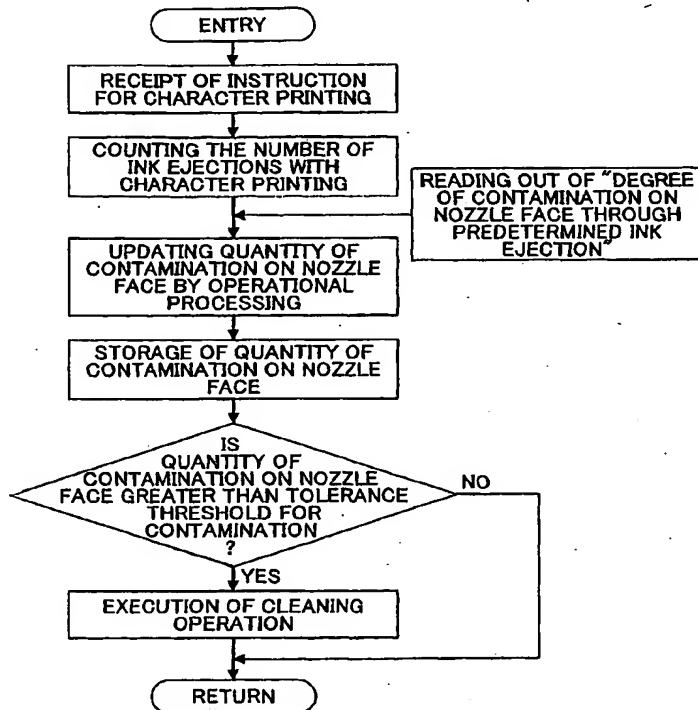 ENTRY
RECEIPT OF INSTRUCTION
FOR CHARACTER PRINTING
COUNTING THE NUMBER OF
INK EJECTIONS WITH
CHARACTER PRINTING
READING OUT OF "DEGREE
OF CONTAMINATION ON
NOZZLE FACE THROUGH
PREDETERMINED INK
EJECTION"
UPDATING QUANTITY OF
CONTAMINATION ON NOZZLE
FACE BY OPERATIONAL
PROCESSING
STORAGE OF QUANTITY OF
CONTAMINATION ON NOZZLE
FACE
IS
QUANTITY OF
CONTAMINATION ON NOZZLE
FACE GREATER THAN TOLERANCE
THRESHOLD FOR
CONTAMINATION
?
NO
YES
EXECUTION OF CLEANING
OPERATION
RETURN